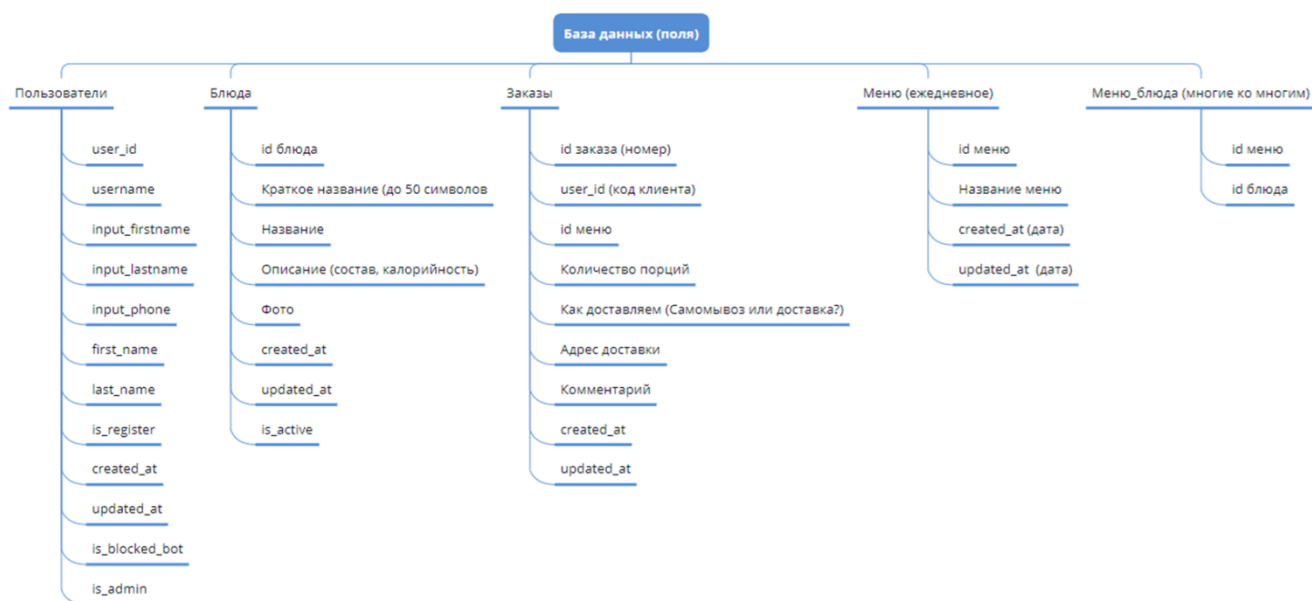 База данных (поля)
Пользователи
user_id
username
input_firstname
input_lastname
input_phone
first_name
last_name
is_register
created_at
updated_at
is_blocked_bot
is_admin
Блюда
id блюда
Краткое название (до 50 символов
Название
Описание (состав, калорийность)
Фото
created_at
updated_at
is_active
Заказы
id заказа (номер)
user_id (код клиента)
id меню
Количество порций
Как доставляем (Самомывоз или доставка?)
Адрес доставки
Комментарий
created_at
updated_at
Меню (ежедневное)
id меню
Название меню
created_at (дата)
updated_at (дата)
Меню_блюда (многие ко многим)
id меню
id блюда